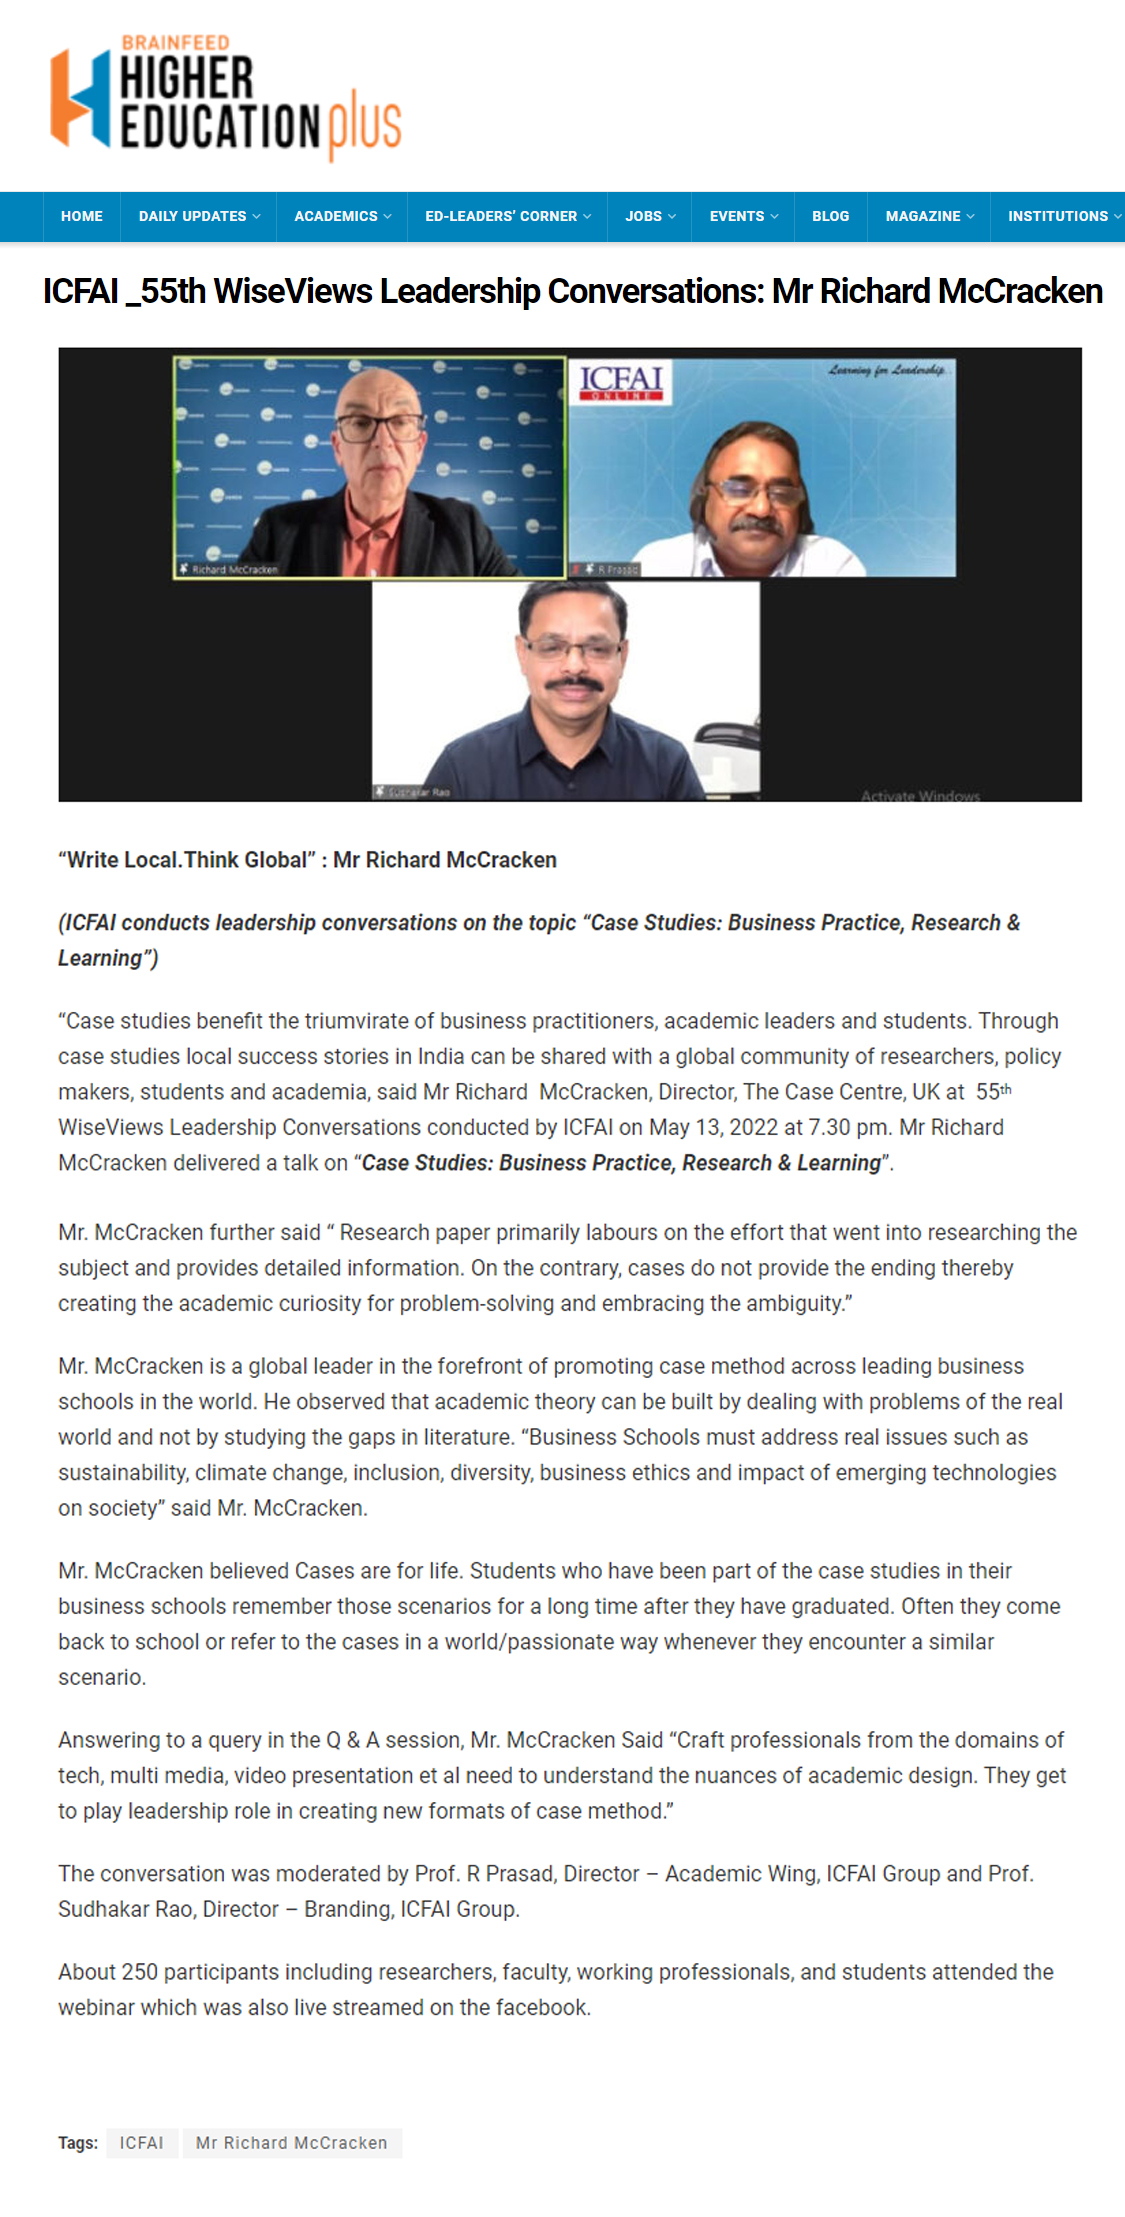 BRAINFEED
HIGHER
EDUCATION plus
HOME DAILY UPDATES ACADEMICS ED-LEADERS’ CORNER JOBS EVENTS BLOG MAGAZINE INSTITUTIONS
ICFAI _55th WiseViews Leadership Conversations: Mr Richard McCracken
ICFAI
ONLINE
Learning for Leadership...
Richard McCracken
R Prasad
Sudhakar Rao
Activate Windows
“Write Local.Think Global” : Mr Richard McCracken
(ICFAI conducts leadership conversations on the topic “Case Studies: Business Practice, Research &
Learning”)
“Case studies benefit the triumvirate of business practitioners, academic leaders and students. Through
case studies local success stories in India can be shared with a global community of researchers, policy
makers, students and academia, said Mr Richard  McCracken, Director, The Case Centre, UK at  55th
WiseViews Leadership Conversations conducted by ICFAI on May 13, 2022 at 7.30 pm. Mr Richard
McCracken delivered a talk on “Case Studies: Business Practice, Research & Learning”.
Mr. McCracken further said “ Research paper primarily labours on the effort that went into researching the
subject and provides detailed information. On the contrary, cases do not provide the ending thereby
creating the academic curiosity for problem-solving and embracing the ambiguity.”
Mr. McCracken is a global leader in the forefront of promoting case method across leading business
schools in the world. He observed that academic theory can be built by dealing with problems of the real
world and not by studying the gaps in literature. “Business Schools must address real issues such as
sustainability, climate change, inclusion, diversity, business ethics and impact of emerging technologies
on society” said Mr. McCracken.
Mr. McCracken believed Cases are for life. Students who have been part of the case studies in their
business schools remember those scenarios for a long time after they have graduated. Often they come
back to school or refer to the cases in a world/passionate way whenever they encounter a similar
scenario.
Answering to a query in the Q & A session, Mr. McCracken Said “Craft professionals from the domains of
tech, multi media, video presentation et al need to understand the nuances of academic design. They get
to play leadership role in creating new formats of case method.”
The conversation was moderated by Prof. R Prasad, Director – Academic Wing, ICFAI Group and Prof.
Sudhakar Rao, Director – Branding, ICFAI Group.
About 250 participants including researchers, faculty, working professionals, and students attended the
webinar which was also live streamed on the facebook.
Tags: ICFAI Mr Richard McCracken